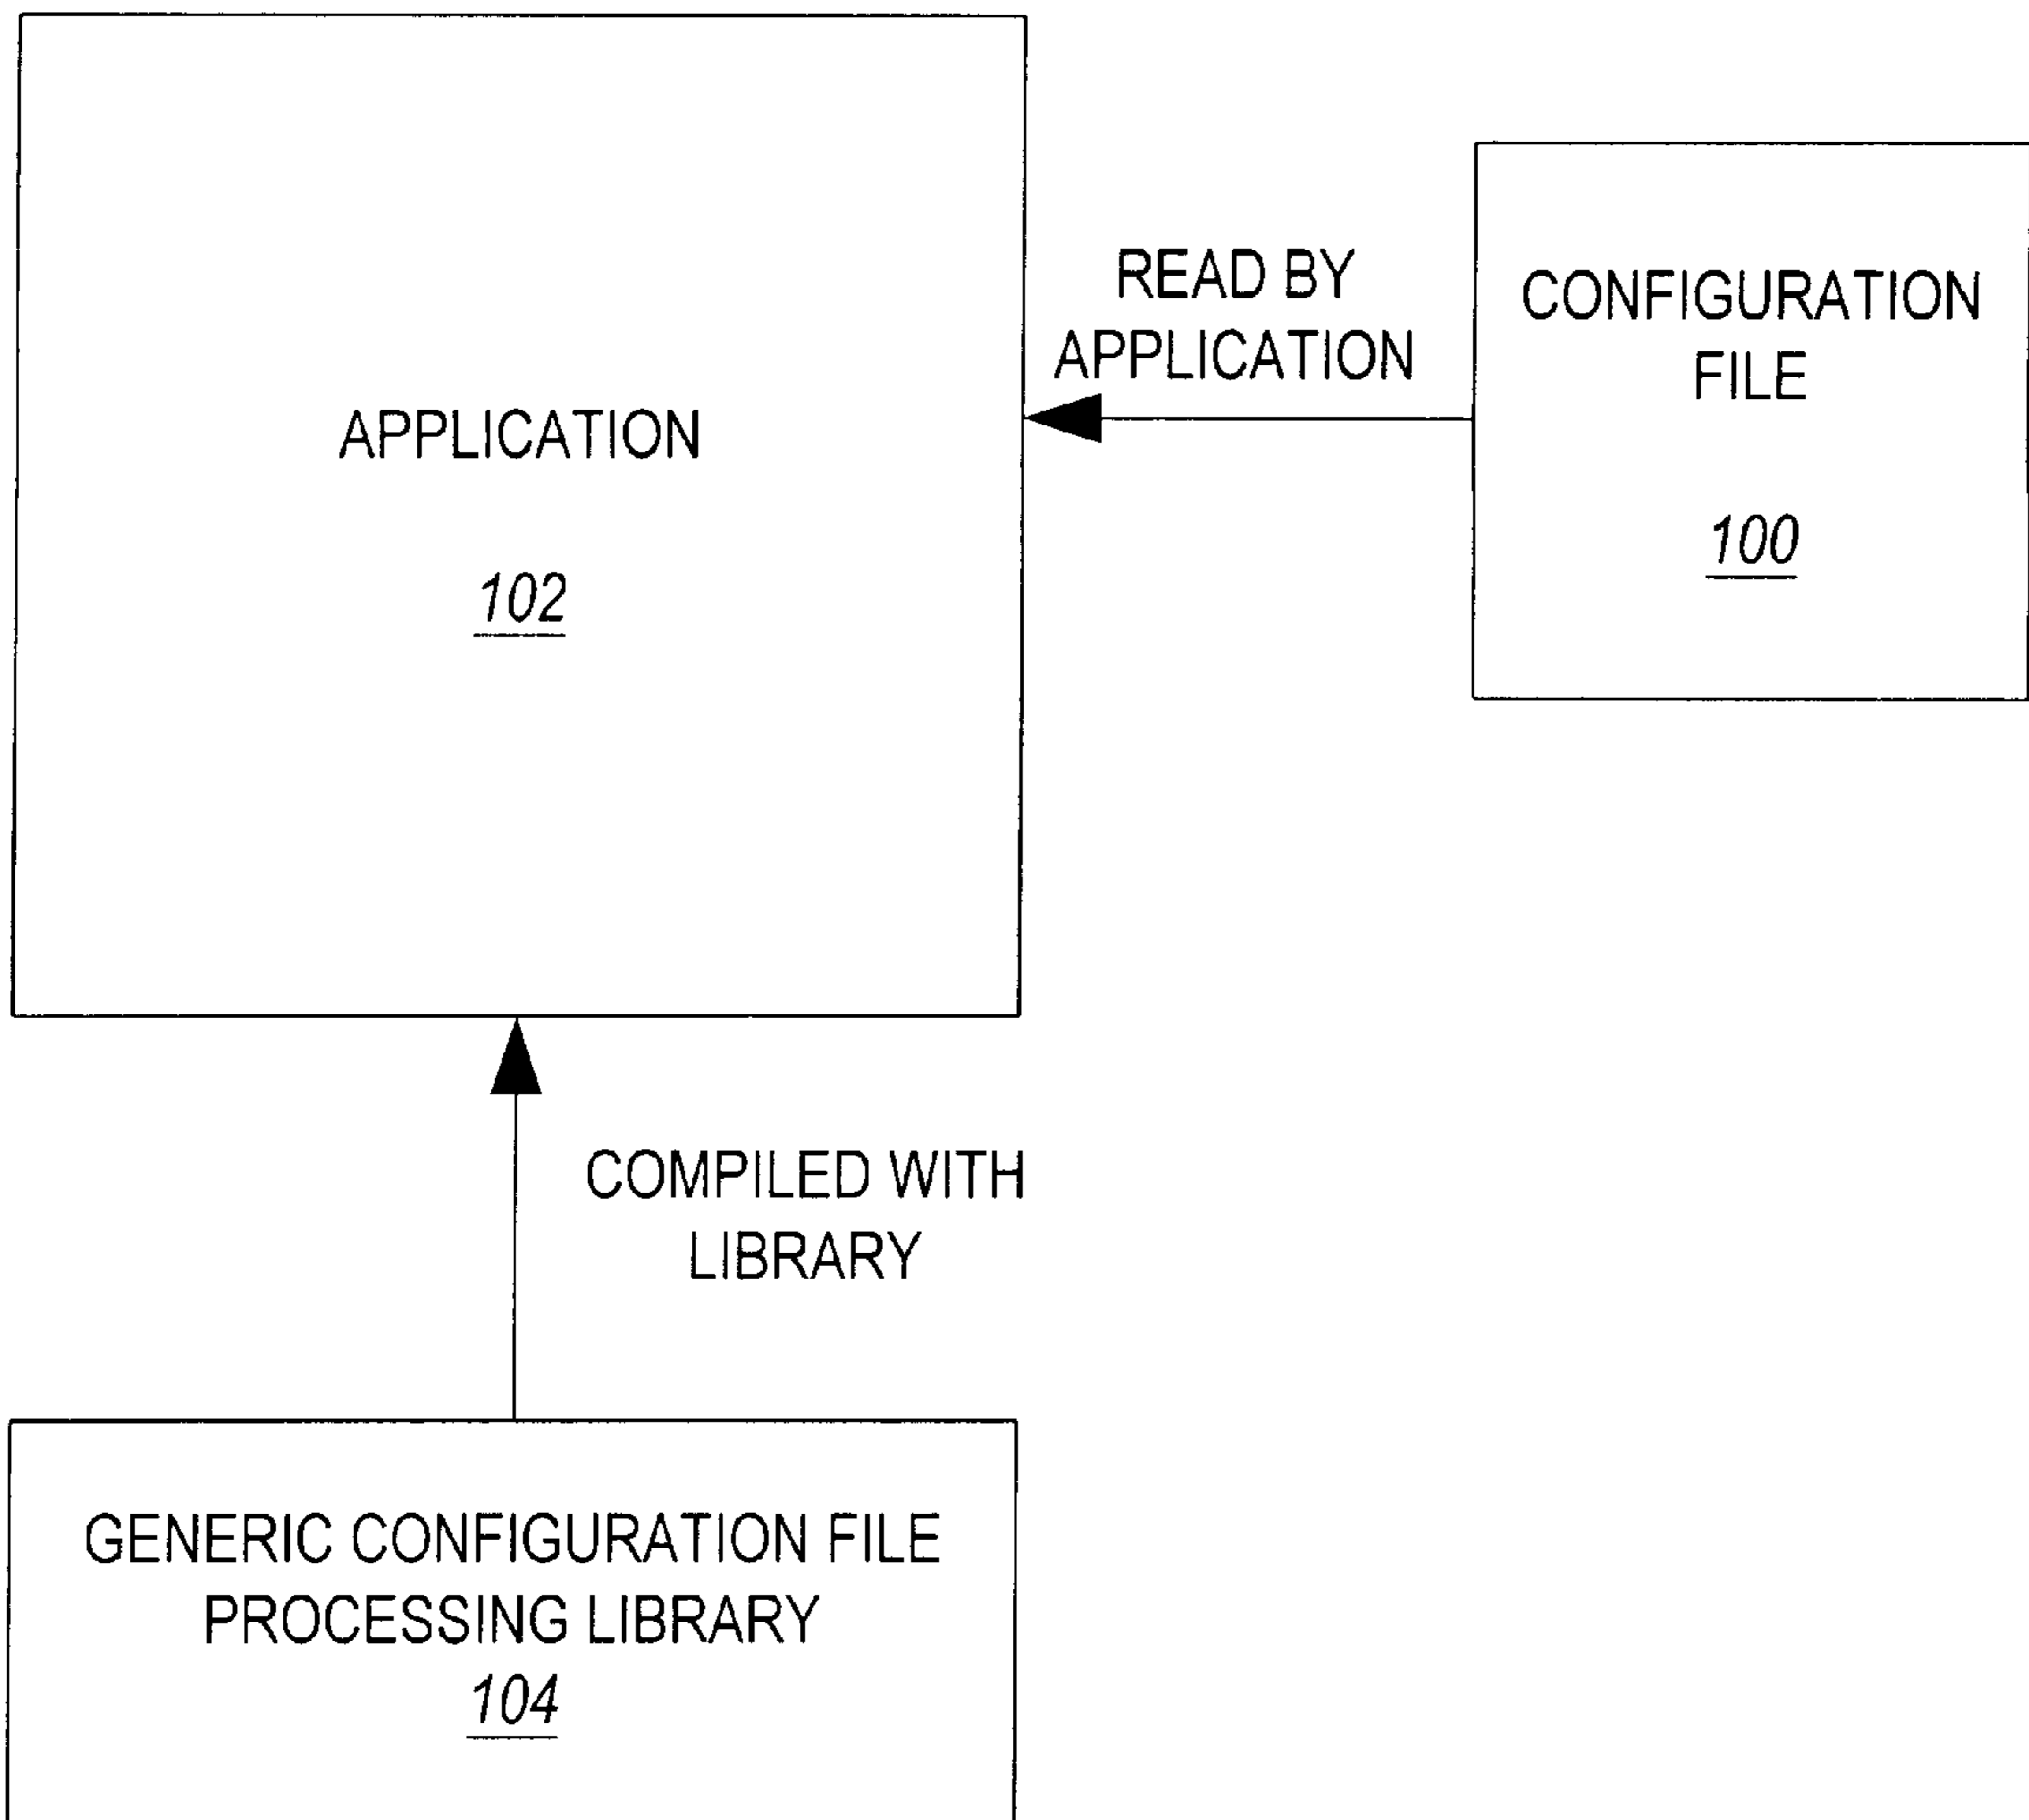 APPLICATION
102
READ BY
APPLICATION
CONFIGURATION
FILE
100
COMPILED WITH
LIBRARY
GENERIC CONFIGURATION FILE
PROCESSING LIBRARY
104